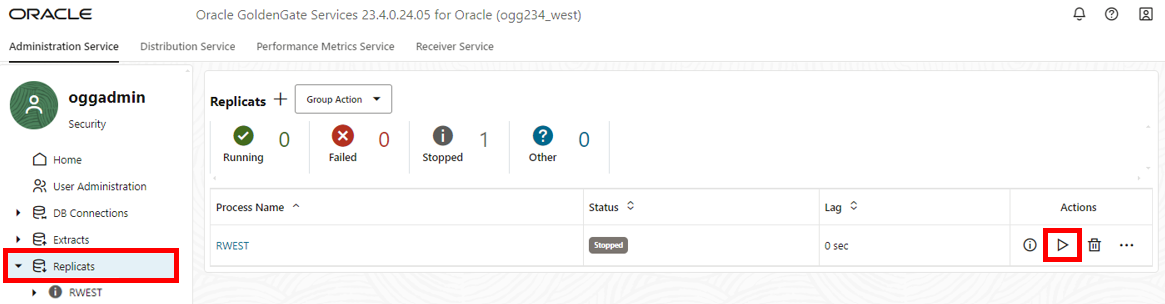 ORACLE Oracle GoldenGate Services 23.4.0.24.05 for Oracle (ogg234_west)
Administration Service Distribution Service Performance Metrics Service Receiver Service
oggadmin
Security
Home
User Administration
DB Connections
Extracts
Replicats
RWEST
Replicats Group Action
0 0 1 0
Running Failed Stopped Other
Process Name Status Lag Actions
RWEST Stopped 0 sec